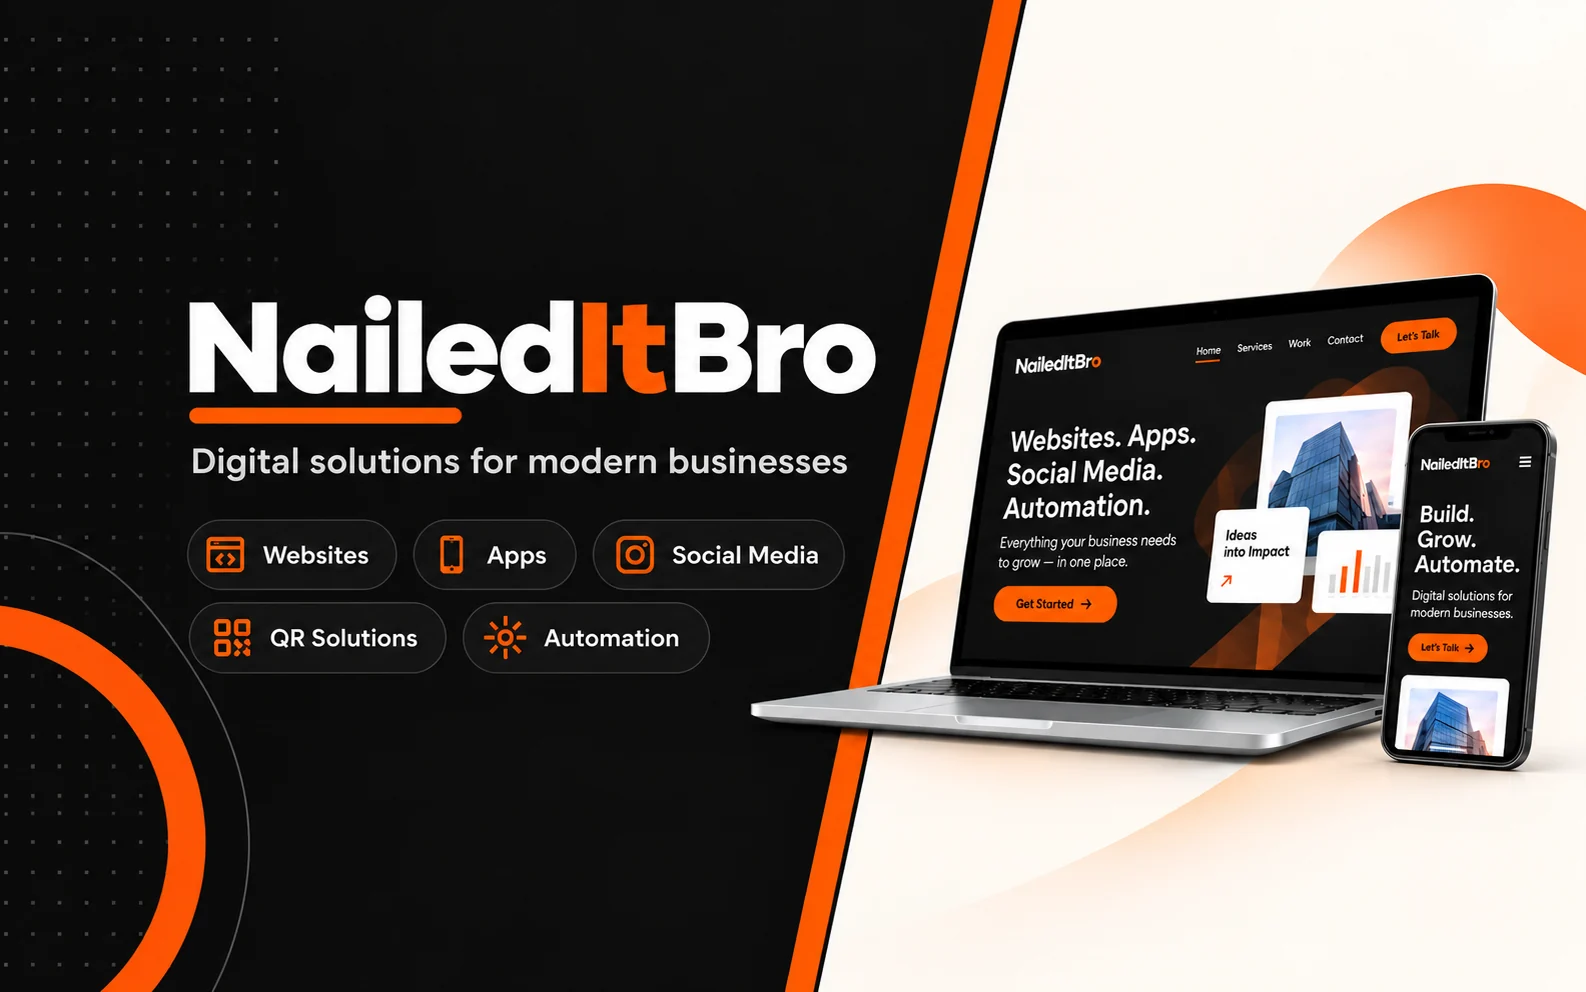 NailedItBro
Digital solutions for modern businesses
Websites
Apps
Social Media
QR Solutions
Automation
NailedItBro
Home
Services
Work
Contact
Let's Talk
Websites. Apps.
Social Media.
Automation.
Everything your business needs
to grow — in one place.
Get Started
Ideas
into Impact
NailedItBro
Build.
Grow.
Automate.
Digital solutions for
modern businesses.
Let's Talk